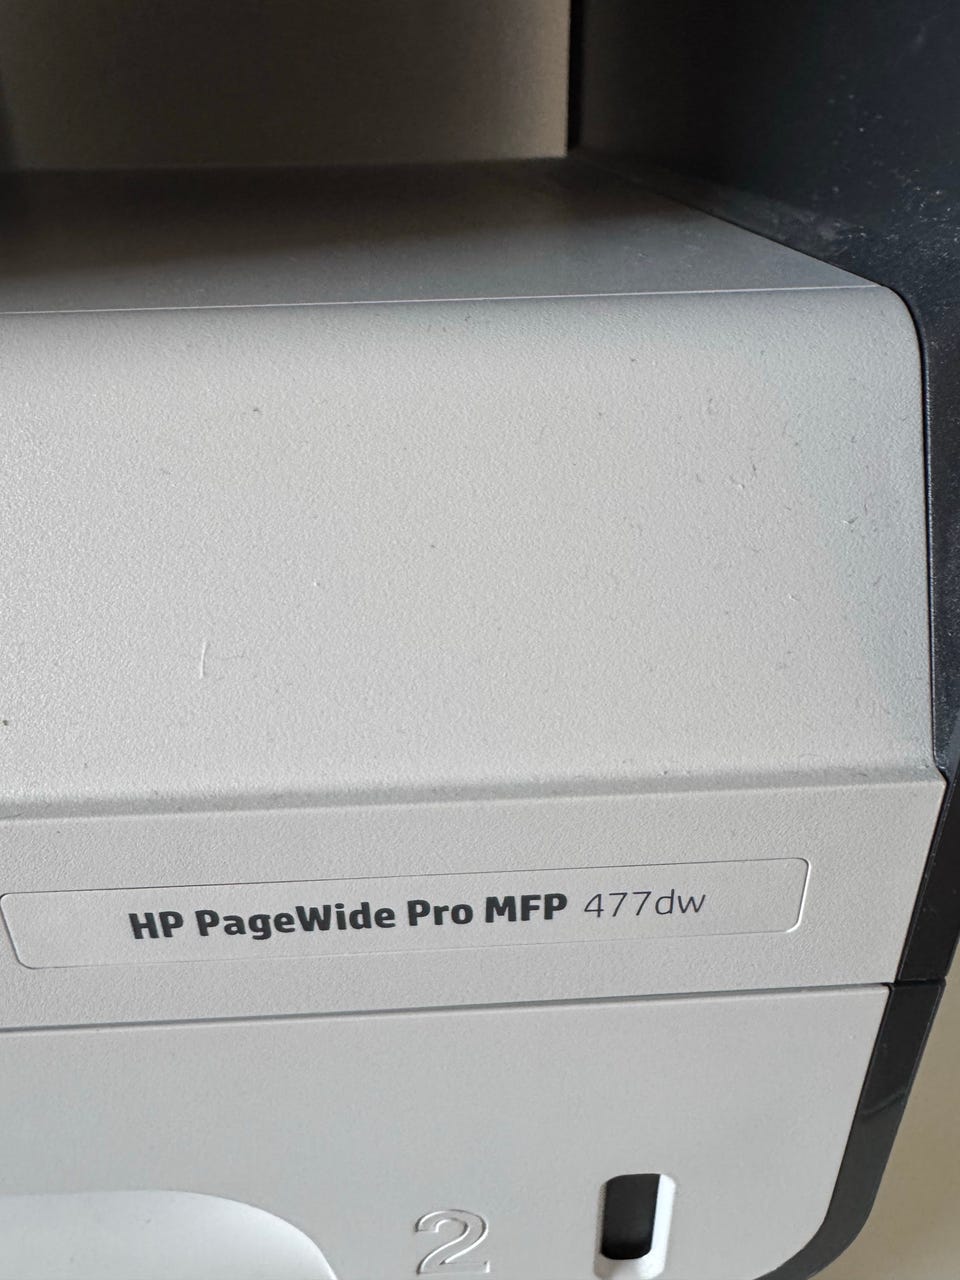 HP PageWide Pro MFP 477dw
2